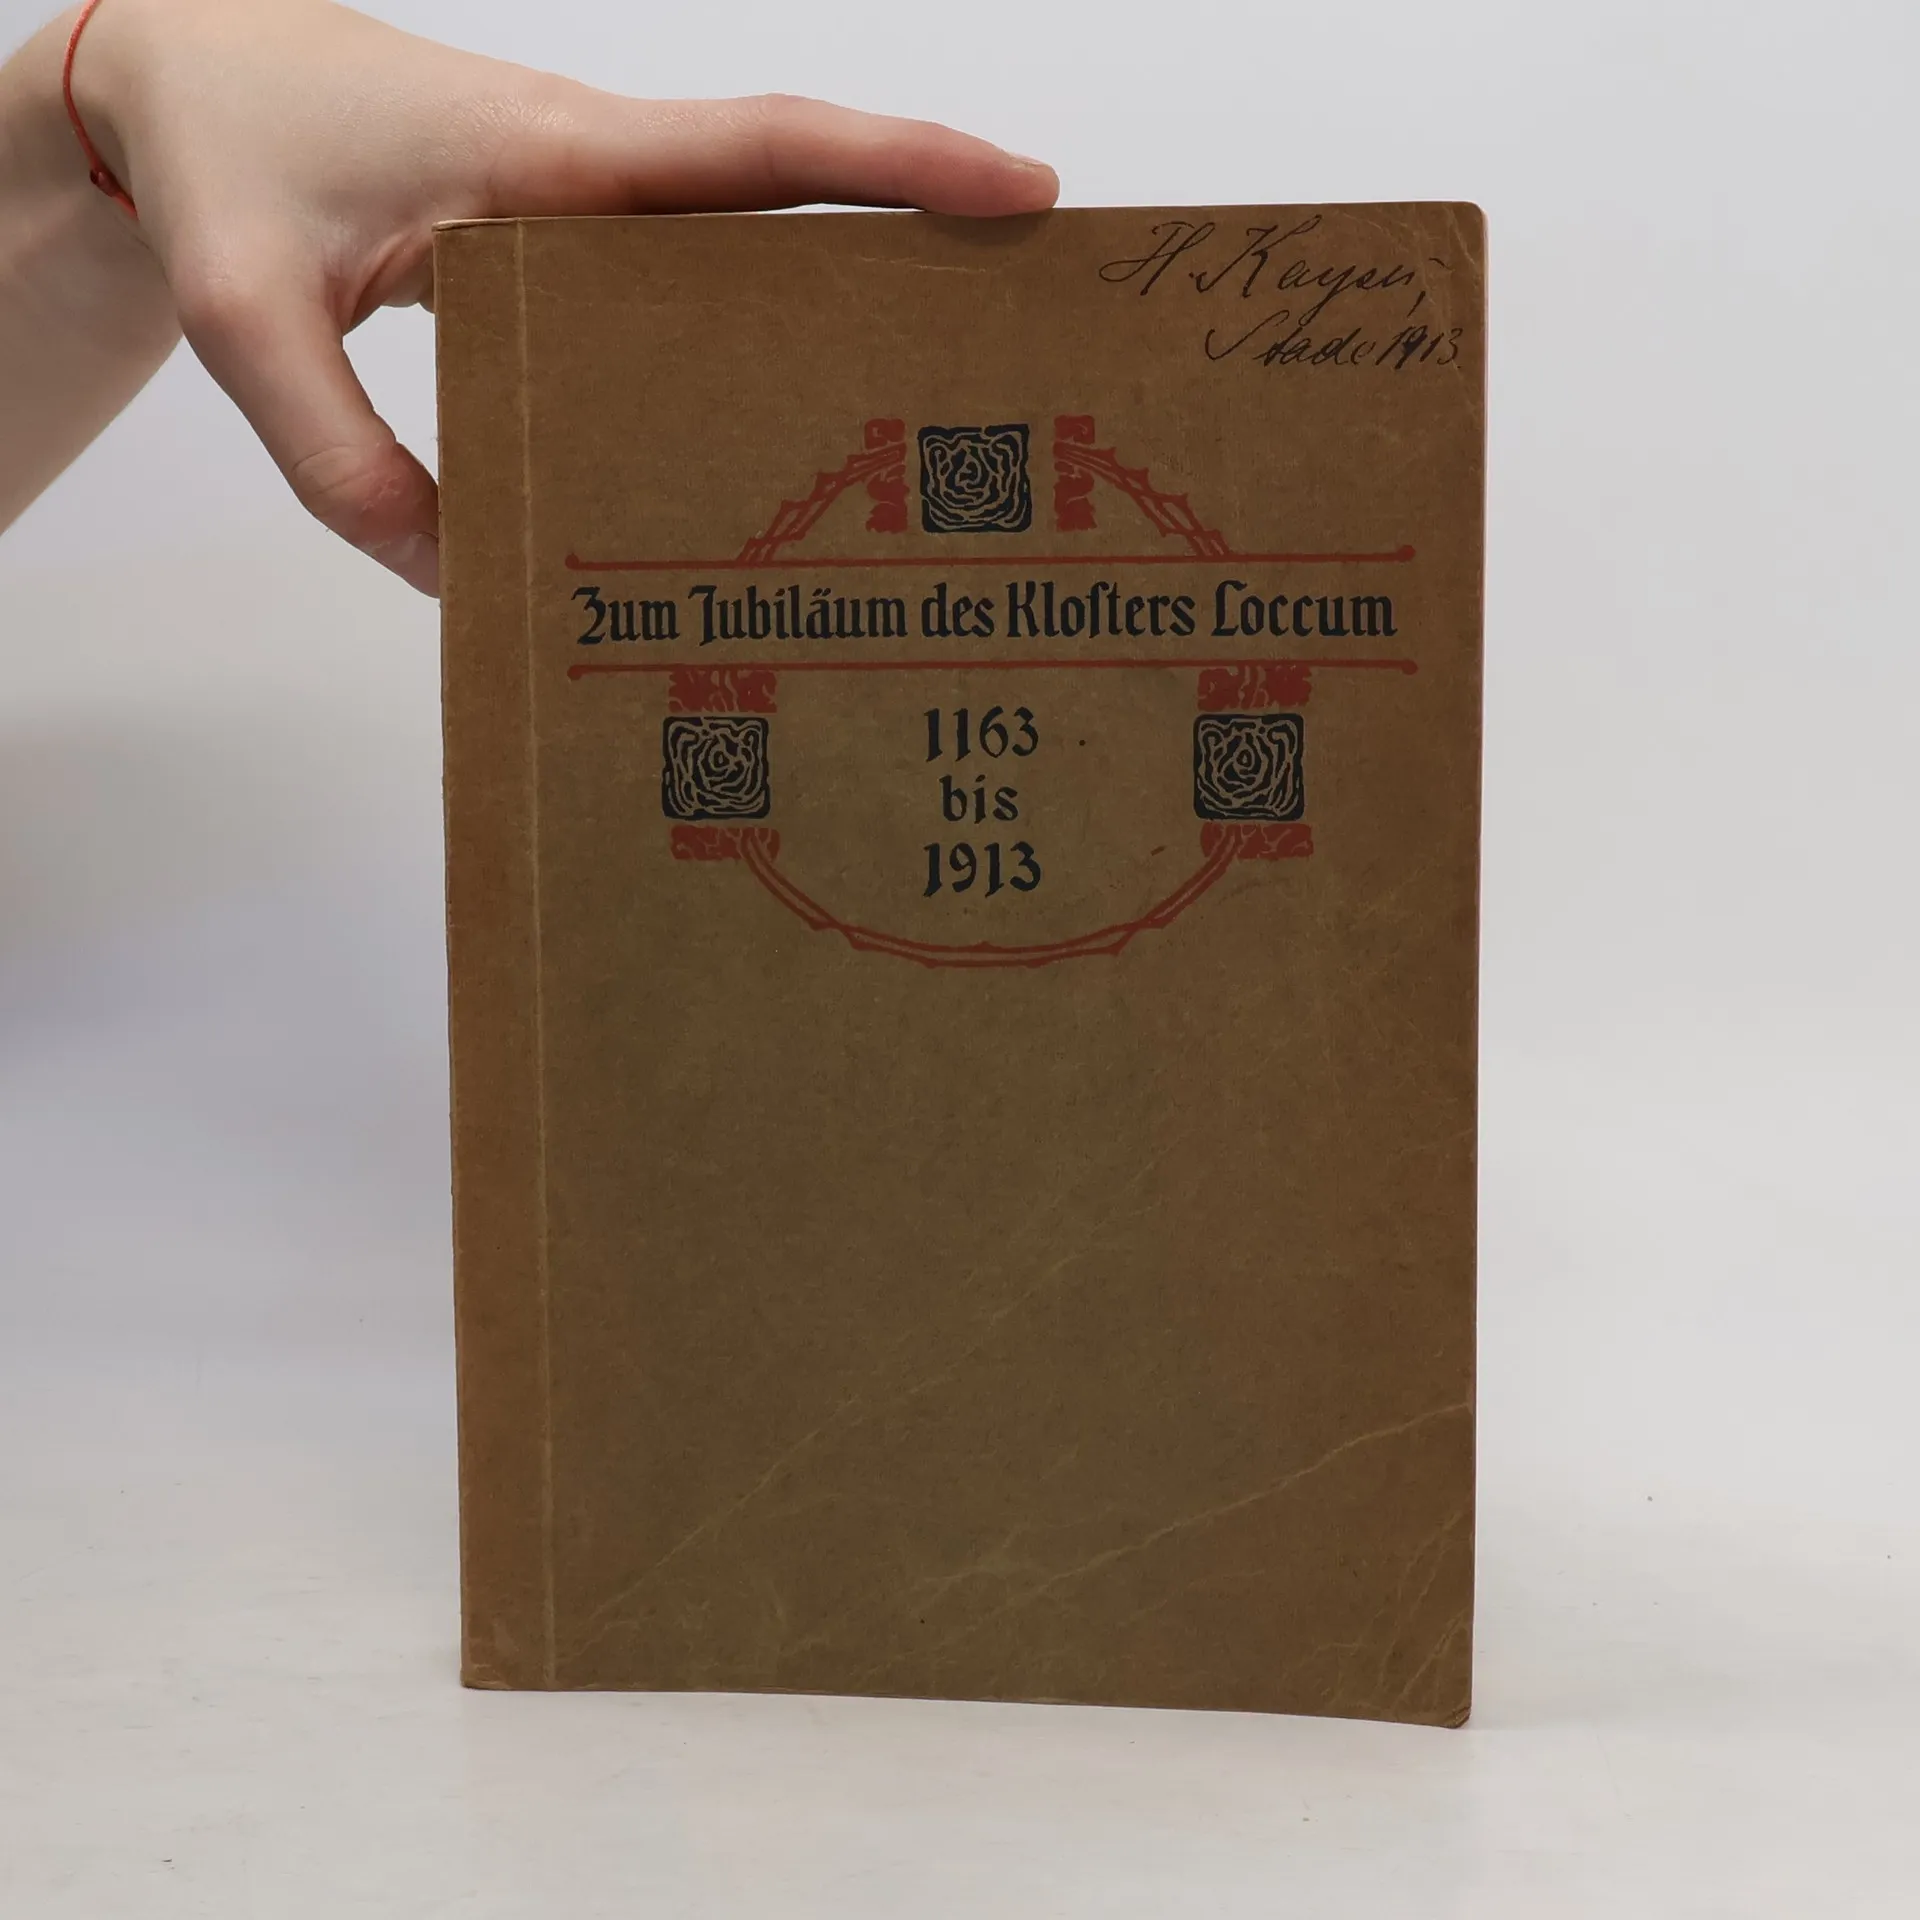 H. Kayser,
Stade 1913.
Zum Jubiläum des Kloſters Loccum
1163
bis
1913